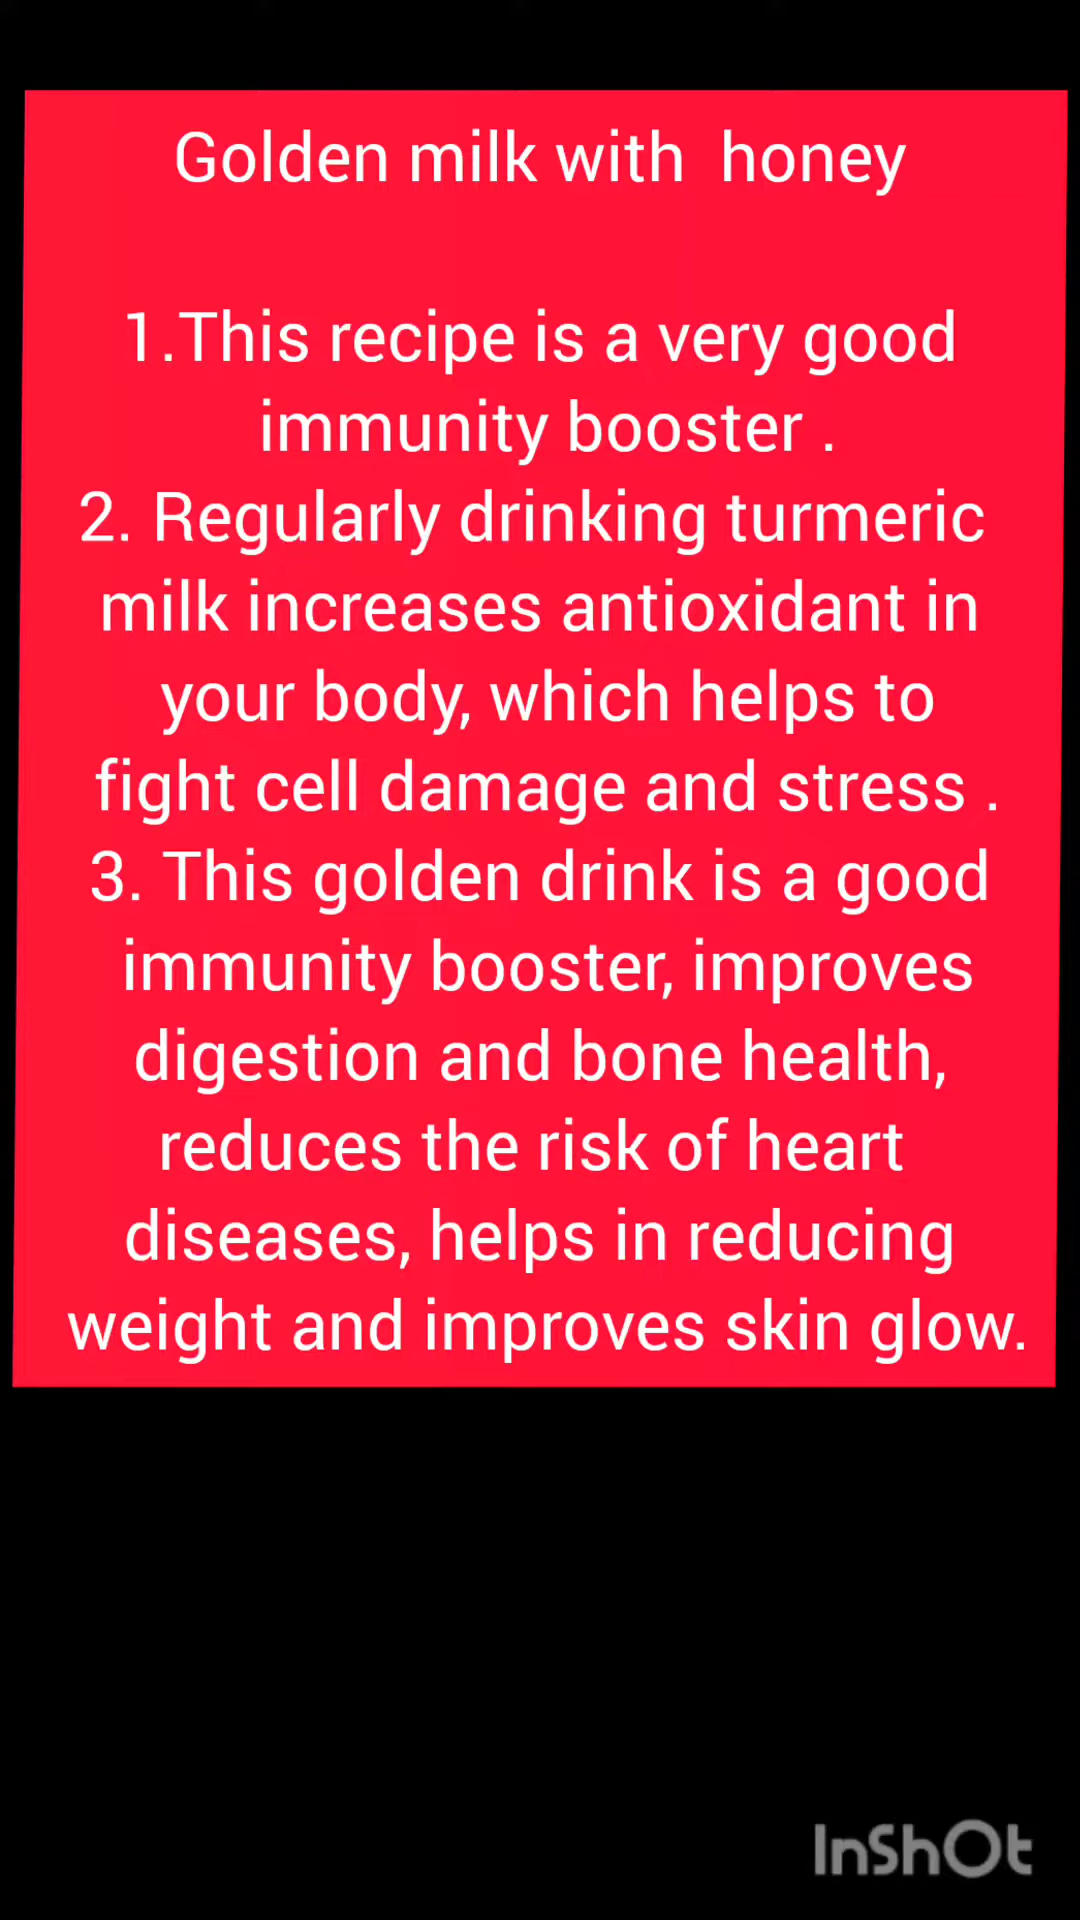 Golden milk with  honey
1.This recipe is a very good
immunity booster .
2. Regularly drinking turmeric
milk increases antioxidant in
your body, which helps to
fight cell damage and stress .
3. This golden drink is a good
immunity booster, improves
digestion and bone health,
reduces the risk of heart
diseases, helps in reducing
weight and improves skin glow.
InShOt